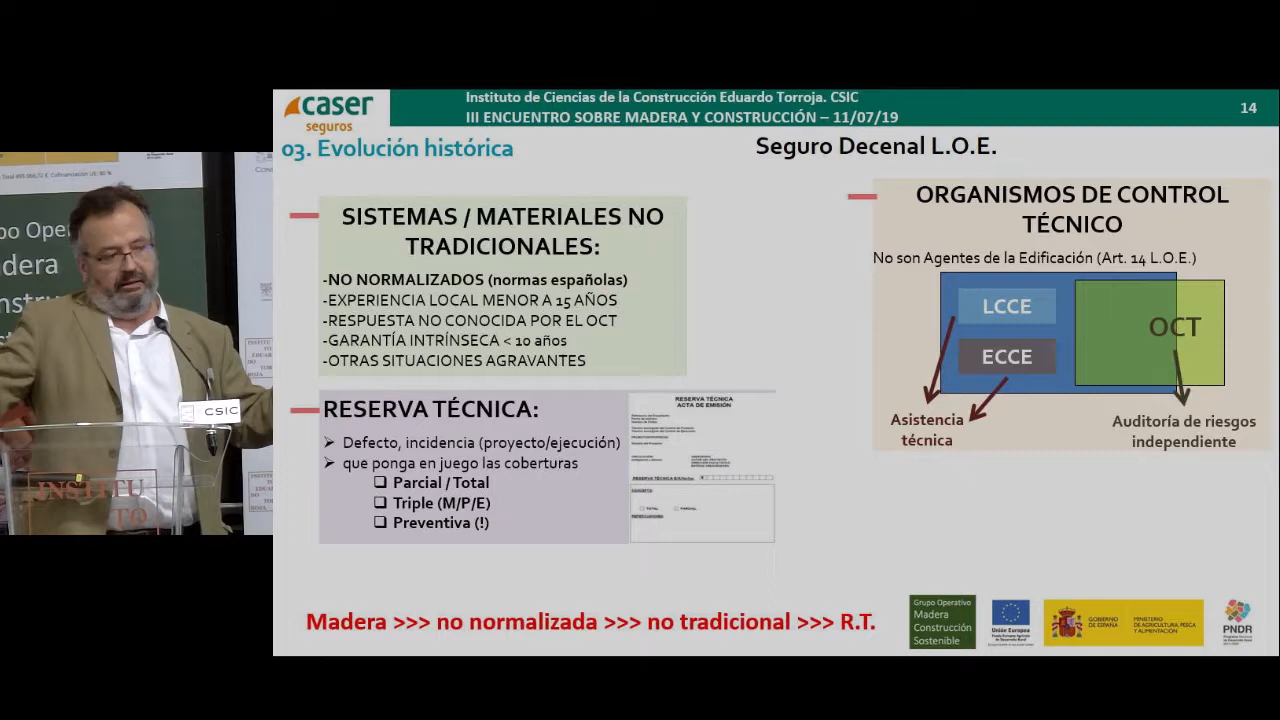 caser
seguros
Instituto de Ciencias de la Construcción Eduardo Torroja. CSIC
III ENCUENTRO SOBRE MADERA Y CONSTRUCCIÓN – 11/07/19
14
03. Evolución histórica
Seguro Decenal L.O.E.
SISTEMAS / MATERIALES NO
TRADICIONALES:
-NO NORMALIZADOS (normas españolas)
-EXPERIENCIA LOCAL MENOR A 15 AÑOS
-RESPUESTA NO CONOCIDA POR EL OCT
-GARANTÍA INTRÍNSECA < 10 años
-OTRAS SITUACIONES AGRAVANTES
RESERVA TÉCNICA:
➢ Defecto, incidencia (proyecto/ejecución)
➢ que ponga en juego las coberturas
❑ Parcial / Total
❑ Triple (M/P/E)
❑ Preventiva (!)
RESERVA TÉCNICA
ACTA DE EMISIÓN
ORGANISMOS DE CONTROL
TÉCNICO
No son Agentes de la Edificación (Art. 14 L.O.E.)
LCCE
ECCE
OCT
Asistencia
técnica
Auditoría de riesgos
independiente
Madera >>> no normalizada >>> no tradicional >>> R.T.
Grupo Operativo
Madera
Construcción
Sostenible
Unión Europea
GOBIERNO
DE ESPAÑA
MINISTERIO
DE AGRICULTURA, PESCA
Y ALIMENTACIÓN
PNDR
po Ope
adera
nstru
CSIC
INSTITU
TO